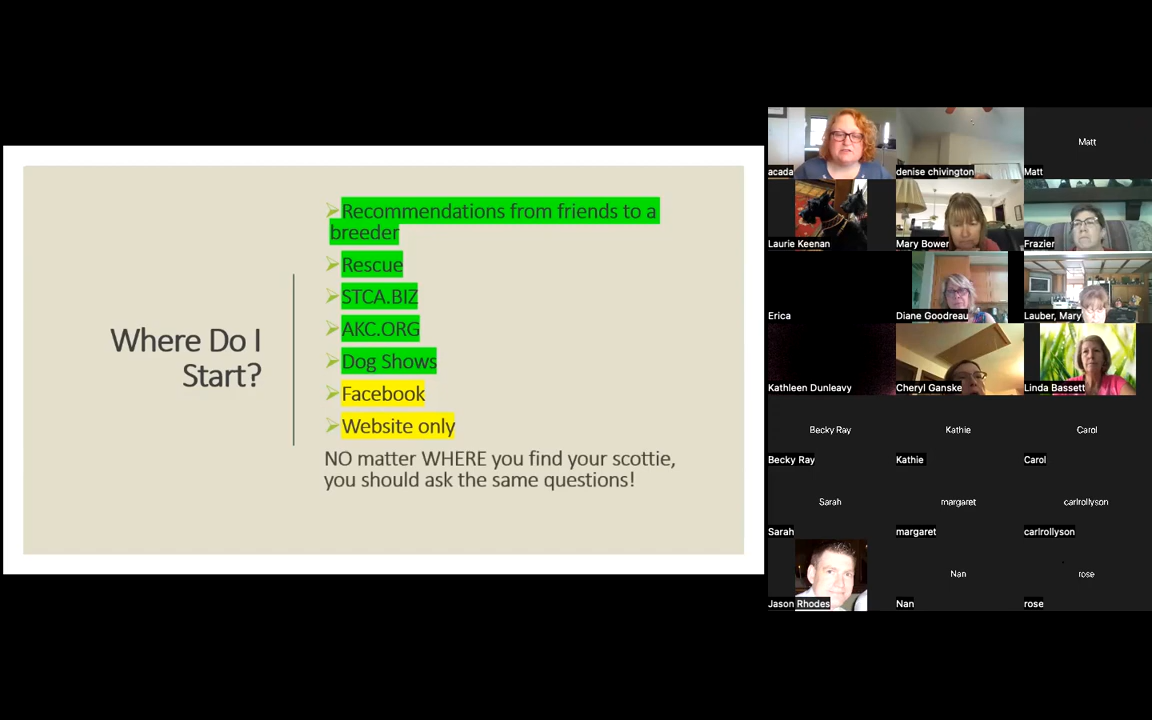 Where Do I
Start?
Recommendations from friends to a
breeder
Rescue
STCA.BIZ
AKC.ORG
Dog Shows
Facebook
Website only
NO matter WHERE you find your scottie,
you should ask the same questions!
acada
denise chivington
Matt
Matt
Laurie Keenan
Mary Bower
Frazier
Erica
Diane Goodreau
Lauber, Mary
Kathleen Dunleavy
Cheryl Ganske
Linda Bassett
Becky Ray
Kathie
Carol
Becky Ray
Kathie
Carol
Sarah
margaret
carlrollyson
Sarah
margaret
carlrollyson
Nan
rose
Jason Rhodes
Nan
rose